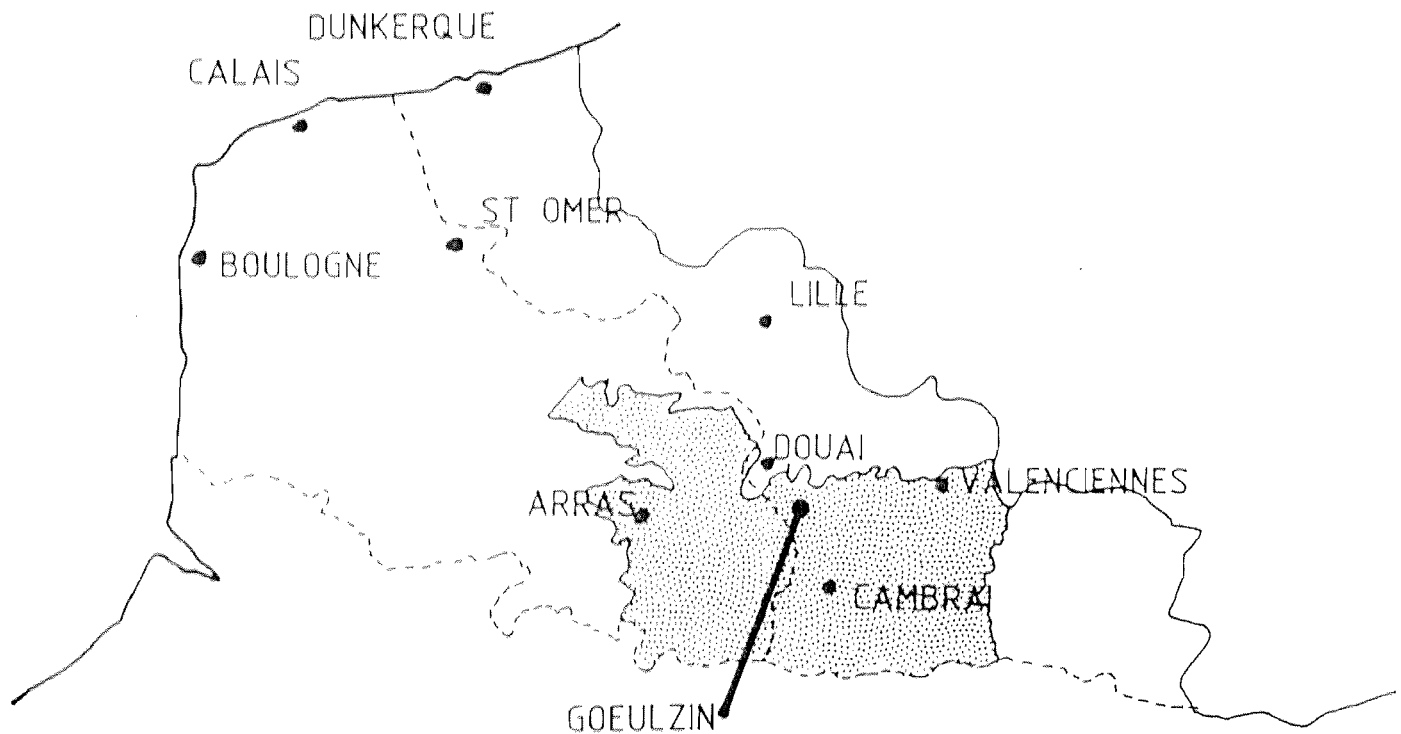 DUNKERQUE
CALAIS
ST OMER
BOULOGNE
LILLE
DOUAI
VALENCIENNES
ARRAS
CAMBRAI
GOEULZIN